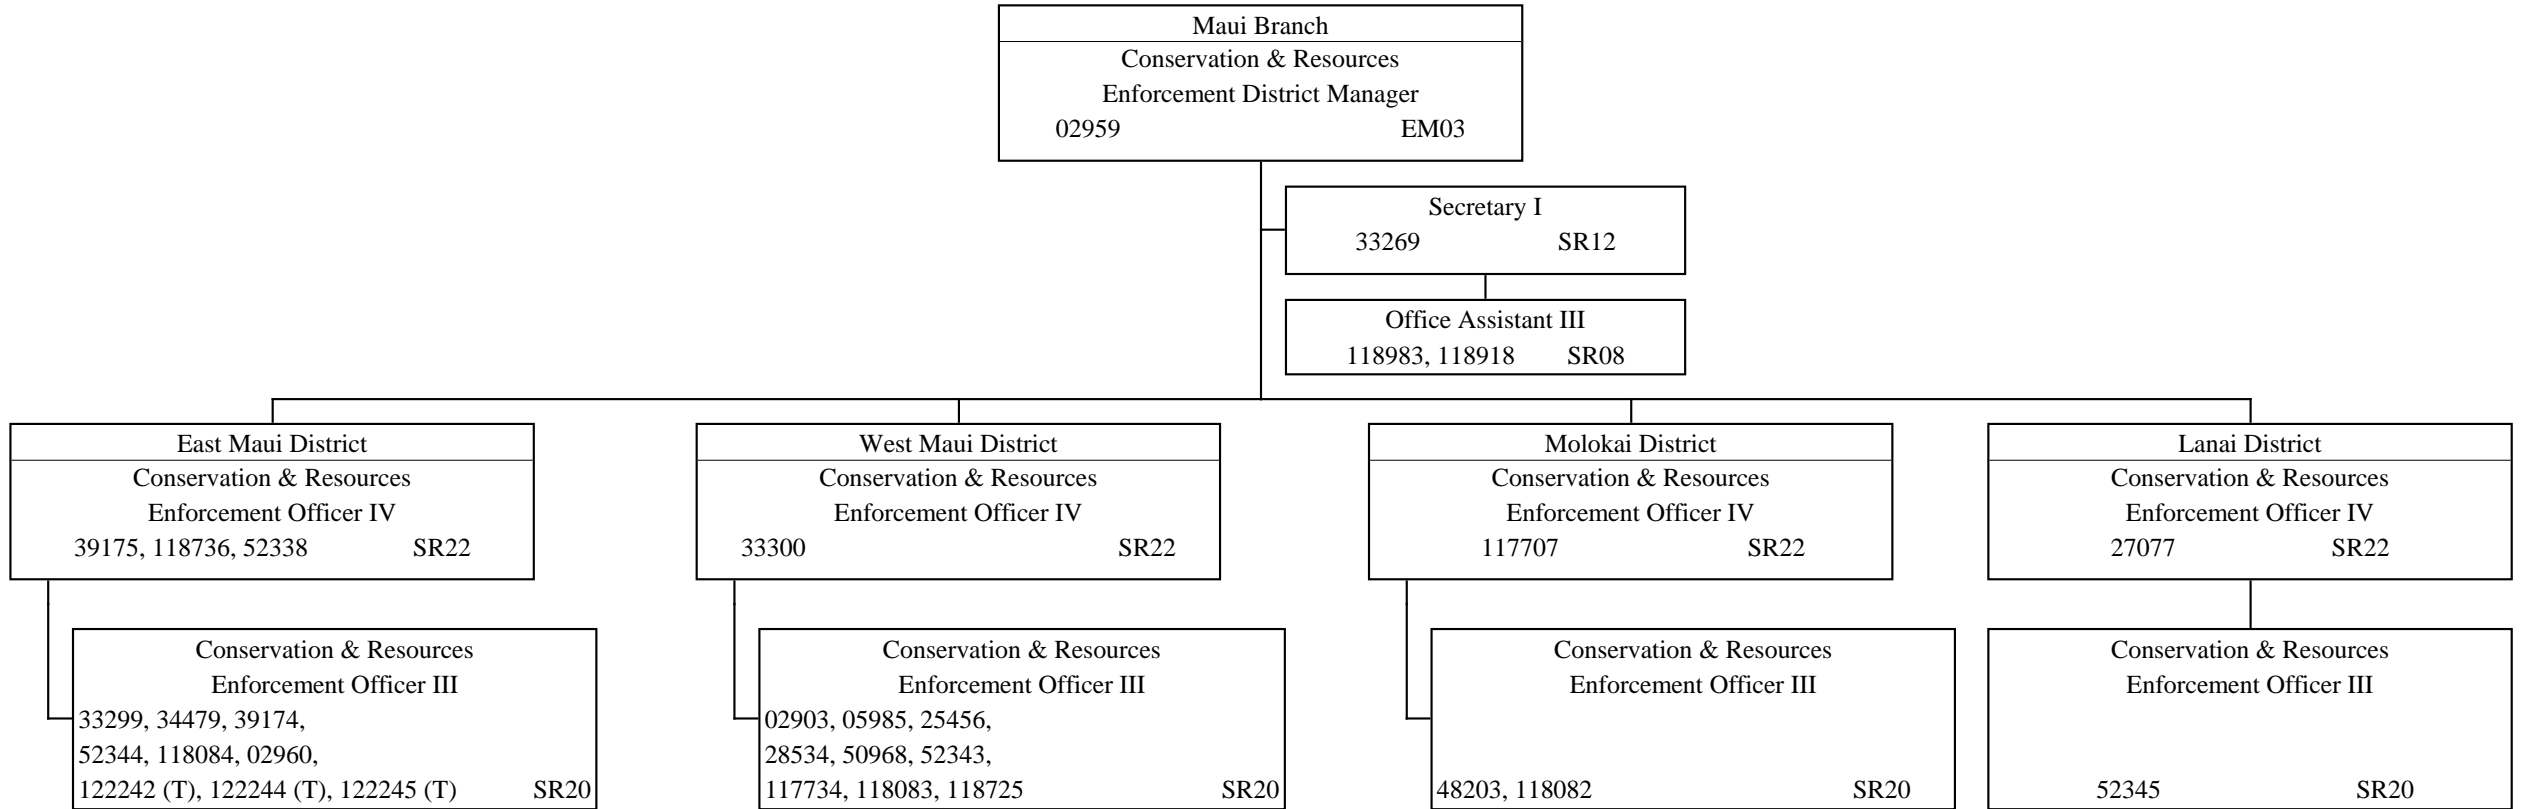 Maui Branch
Conservation & Resources
Enforcement District Manager
02959 EM03
Secretary I
33269 SR12
Office Assistant III
118983, 118918 SR08
East Maui District
Conservation & Resources
Enforcement Officer IV
39175, 118736, 52338 SR22
Conservation & Resources
Enforcement Officer III
33299, 34479, 39174,
52344, 118084, 02960,
122242 (T), 122244 (T), 122245 (T) SR20
West Maui District
Conservation & Resources
Enforcement Officer IV
33300 SR22
Conservation & Resources
Enforcement Officer III
02903, 05985, 25456,
28534, 50968, 52343,
117734, 118083, 118725 SR20
Molokai District
Conservation & Resources
Enforcement Officer IV
117707 SR22
Conservation & Resources
Enforcement Officer III
48203, 118082 SR20
Lanai District
Conservation & Resources
Enforcement Officer IV
27077 SR22
Conservation & Resources
Enforcement Officer III
52345 SR20